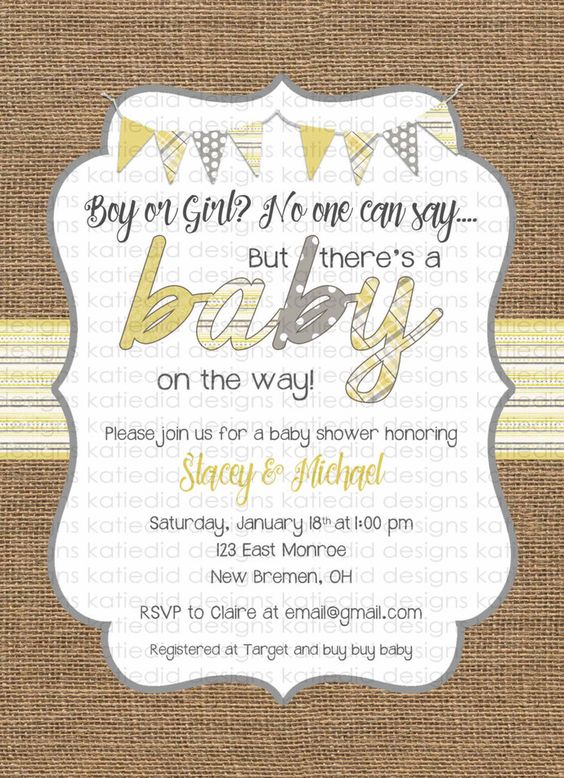 Boy or Girl? No one can say....
But there's a
baby
on the way!
Please join us for a baby shower honoring
Stacey & Michael
Saturday, January 18th at 1:00 pm
123 East Monroe
New Bremen, OH
RSVP to Claire at email@gmail.com
Registered at Target and buy buy baby
katiedid designs